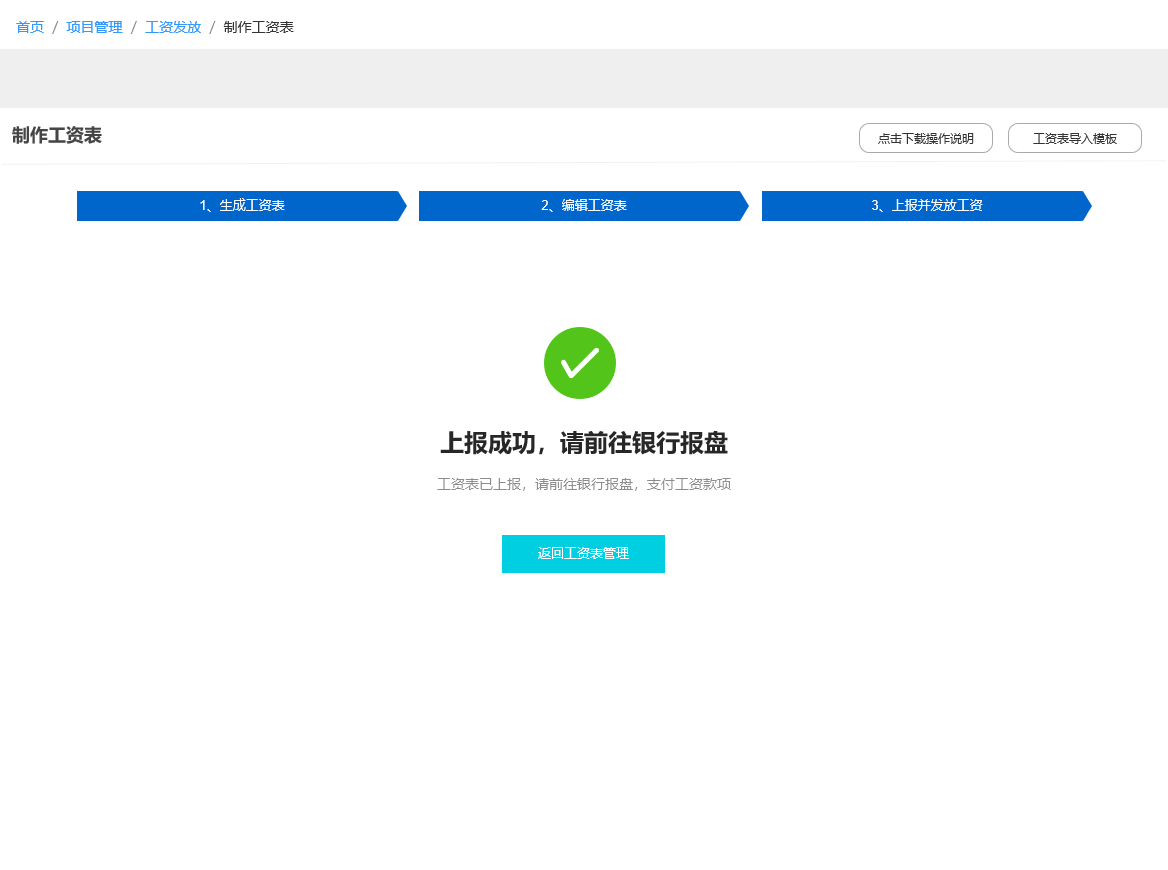 首页 / 项目管理 / 工资发放 / 制作工资表
制作工资表
点击下载操作说明
工资表导入模板
1、生成工资表
2、编辑工资表
3、上报并发放工资
上报成功，请前往银行报盘
工资表已上报，请前往银行报盘，支付工资款项
返回工资表管理